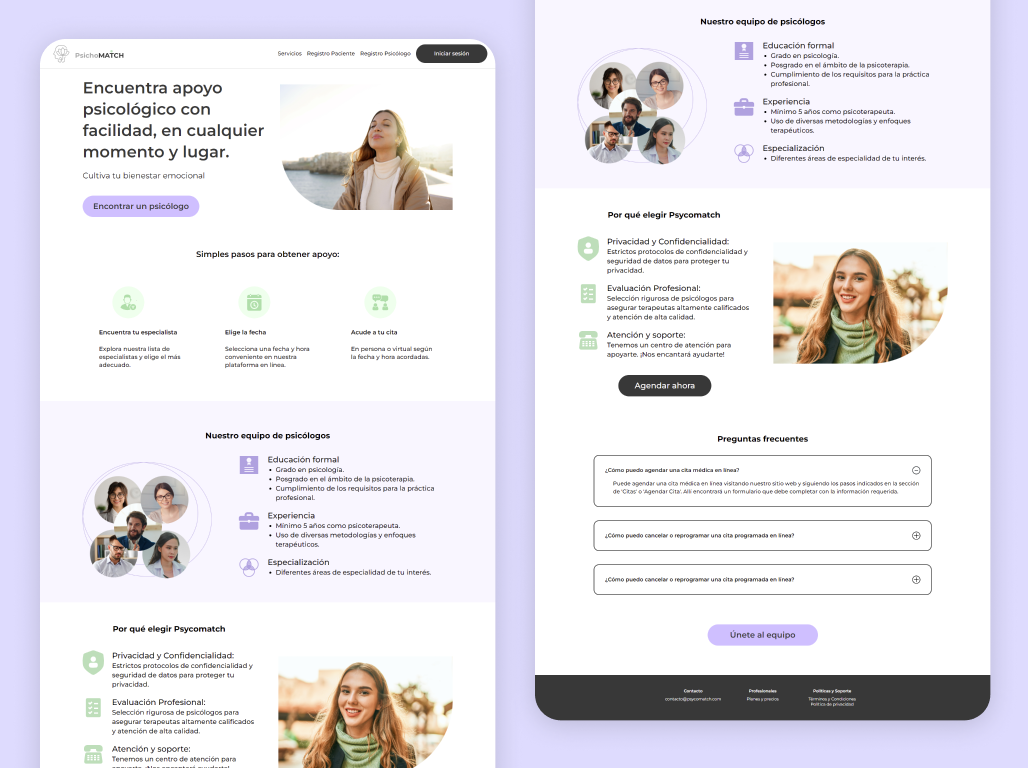 PsichoMATCH
Servicios Registro Paciente Registro Psicólogo Iniciar sesión
Encuentra apoyo
psicológico con
facilidad, en cualquier
momento y lugar.
Cultiva tu bienestar emocional
Encontrar un psicólogo
Simples pasos para obtener apoyo:
Encuentra tu especialista
Explora nuestra lista de
especialistas y elige el más
adecuado.
Elige la fecha
Selecciona una fecha y hora
conveniente en nuestra
plataforma en línea.
Acude a tu cita
En persona o virtual según
la fecha y hora acordadas.
Nuestro equipo de psicólogos
Educación formal
• Grado en psicología.
• Posgrado en el ámbito de la psicoterapia.
• Cumplimiento de los requisitos para la práctica
profesional.
Experiencia
• Mínimo 5 años como psicoterapeuta.
• Uso de diversas metodologías y enfoques
terapéuticos.
Especialización
• Diferentes áreas de especialidad de tu interés.
Por qué elegir Psycomatch
Privacidad y Confidencialidad:
Estrictos protocolos de confidencialidad y
seguridad de datos para proteger tu
privacidad.
Evaluación Profesional:
Selección rigurosa de psicólogos para
asegurar terapeutas altamente calificados
y atención de alta calidad.
Atención y soporte:
Tenemos un centro de atención para
apoyarte. ¡Nos encantará ayudarte!
Nuestro equipo de psicólogos
Educación formal
• Grado en psicología.
• Posgrado en el ámbito de la psicoterapia.
• Cumplimiento de los requisitos para la práctica
profesional.
Experiencia
• Mínimo 5 años como psicoterapeuta.
• Uso de diversas metodologías y enfoques
terapéuticos.
Especialización
• Diferentes áreas de especialidad de tu interés.
Por qué elegir Psycomatch
Privacidad y Confidencialidad:
Estrictos protocolos de confidencialidad y
seguridad de datos para proteger tu
privacidad.
Evaluación Profesional:
Selección rigurosa de psicólogos para
asegurar terapeutas altamente calificados
y atención de alta calidad.
Atención y soporte:
Tenemos un centro de atención para
apoyarte. ¡Nos encantará ayudarte!
Agendar ahora
Preguntas frecuentes
¿Cómo puedo agendar una cita médica en línea?
Puede agendar una cita médica en línea visitando nuestro sitio web y siguiendo los pasos indicados en la sección
de 'Citas' o 'Agendar Cita'. Allí encontrará un formulario que debe completar con la información requerida.
¿Cómo puedo cancelar o reprogramar una cita programada en línea?
¿Cómo puedo cancelar o reprogramar una cita programada en línea?
Únete al equipo
Contacto
contacto@psycomatch.com
Profesionales
Planes y precios
Políticas y Soporte
Términos y Condiciones
Política de privacidad